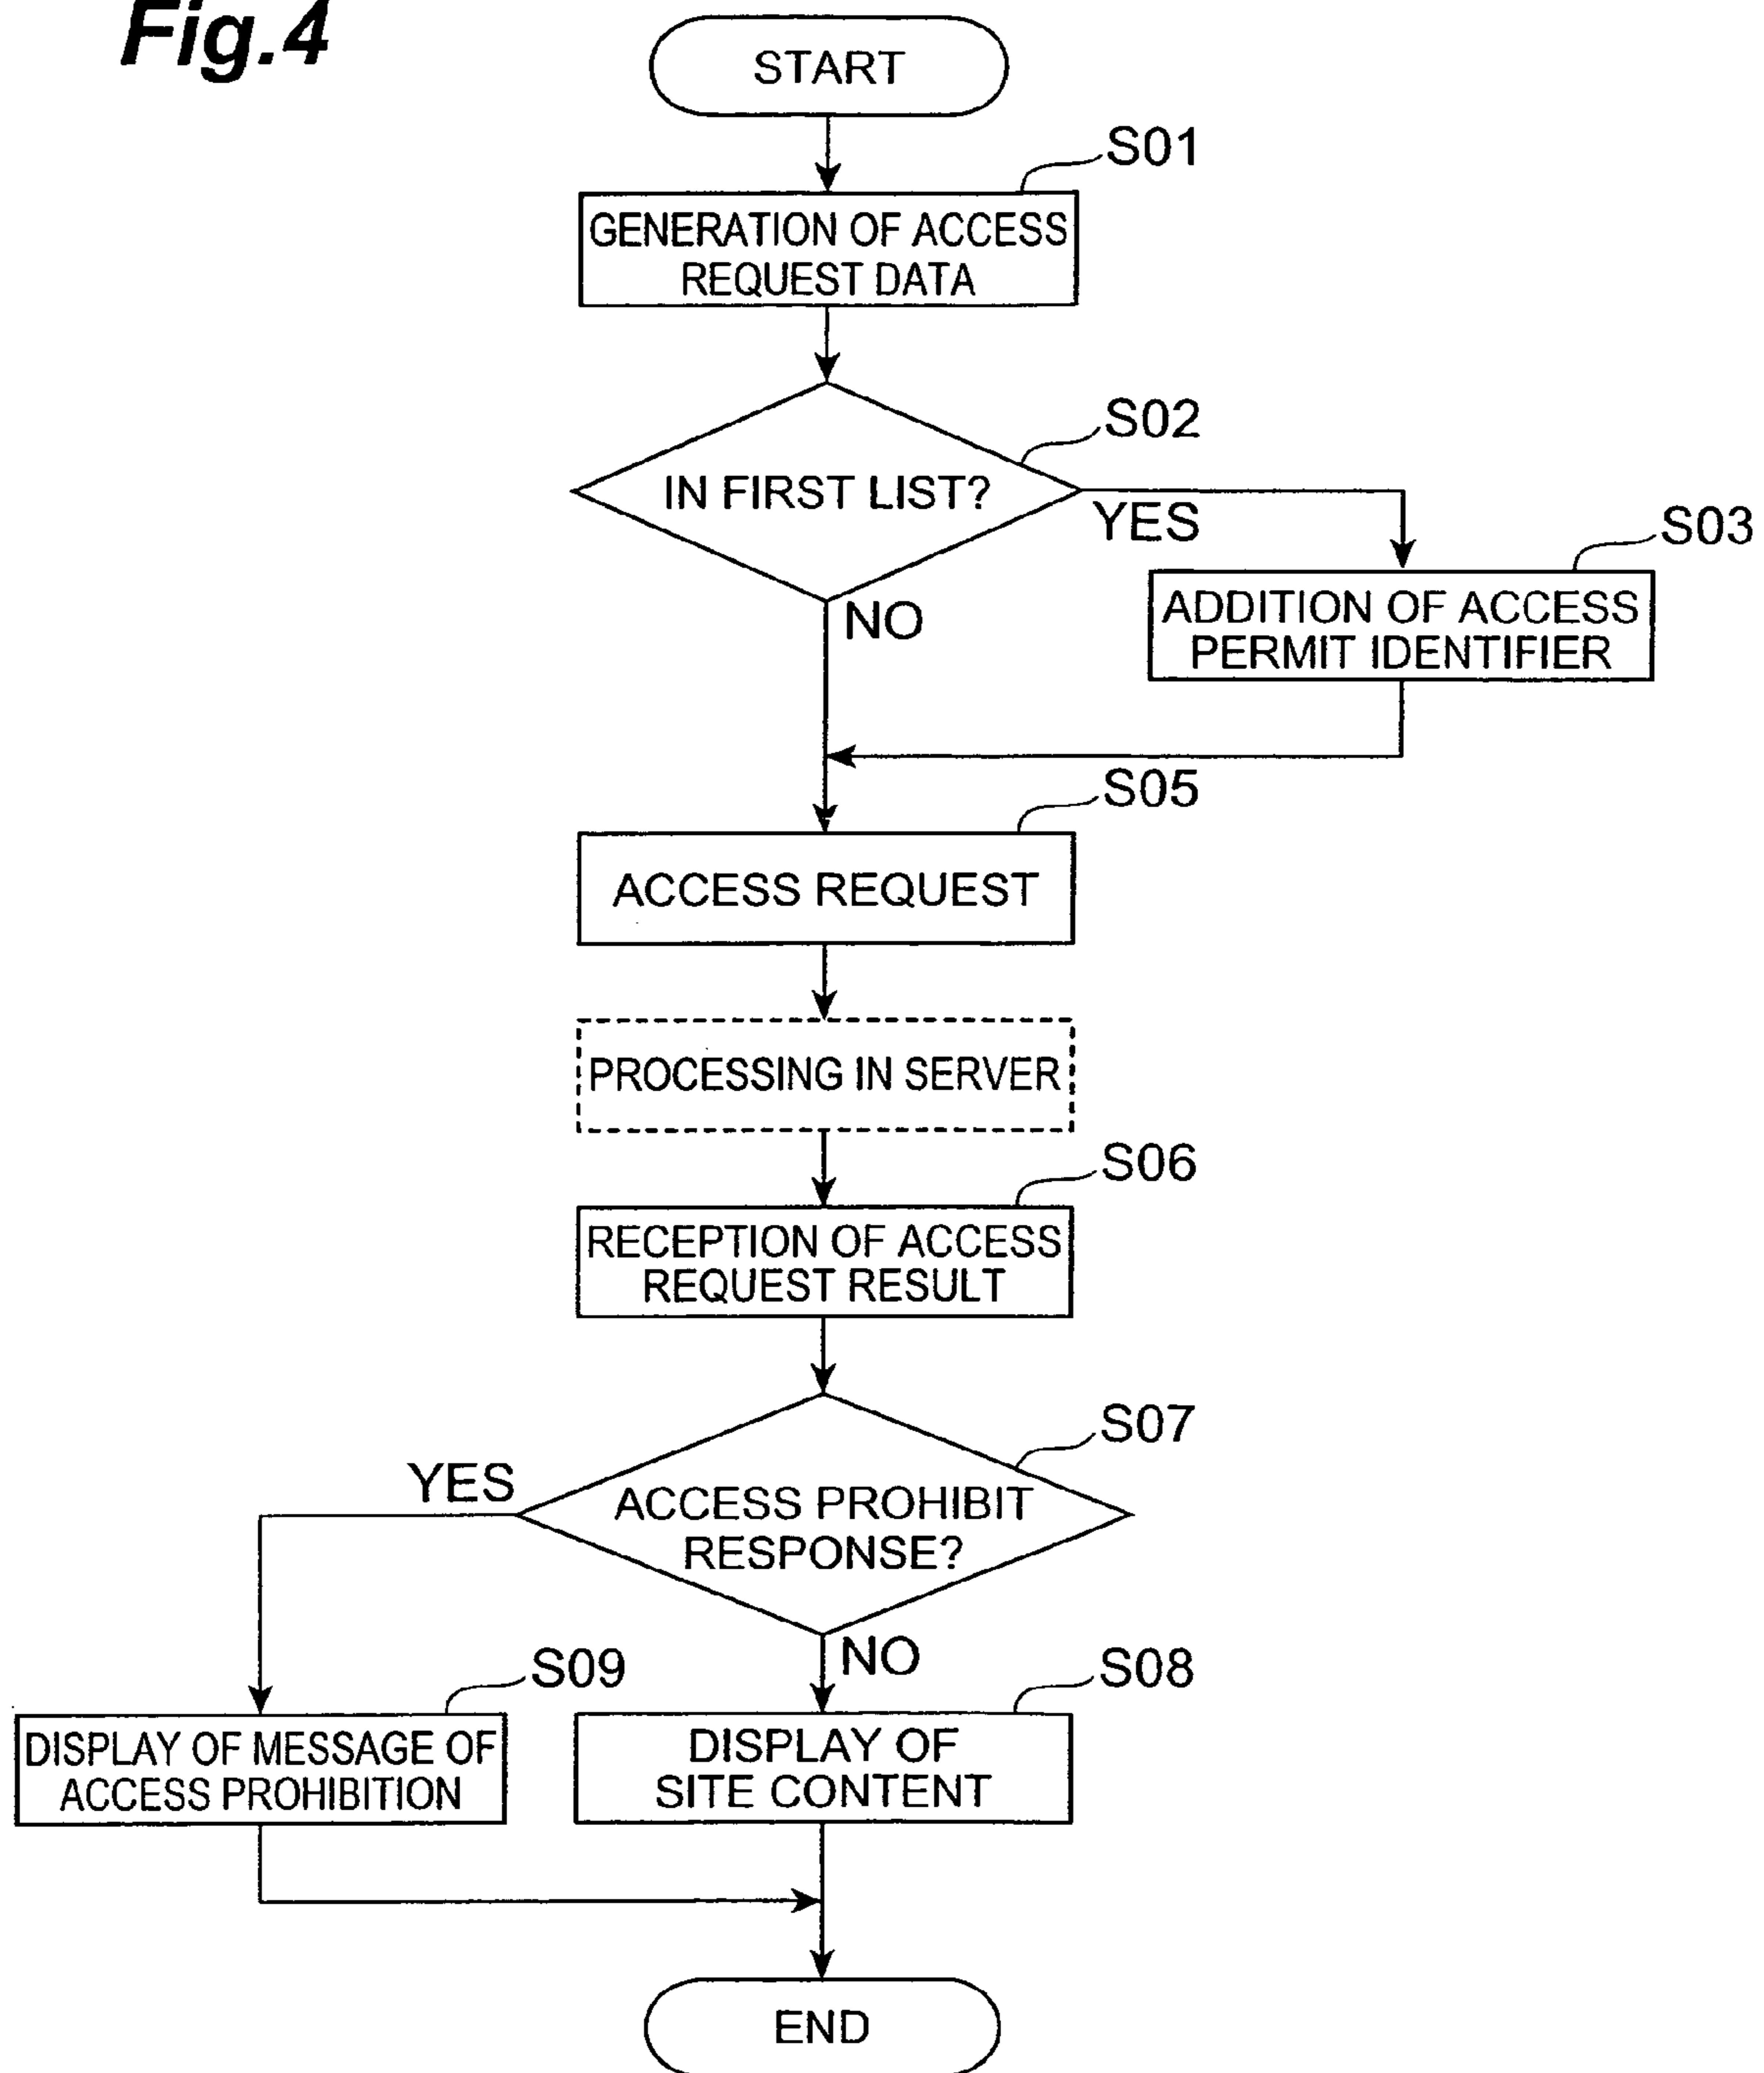 Fig.4
START
S01
GENERATION OF ACCESS
REQUEST DATA
S02
IN FIRST LIST?
YES
NO
S03
ADDITION OF ACCESS
PERMIT IDENTIFIER
S05
ACCESS REQUEST
PROCESSING IN SERVER
S06
RECEPTION OF ACCESS
REQUEST RESULT
S07
ACCESS PROHIBIT
RESPONSE?
YES
NO
S09
DISPLAY OF MESSAGE OF
ACCESS PROHIBITION
S08
DISPLAY OF
SITE CONTENT
END